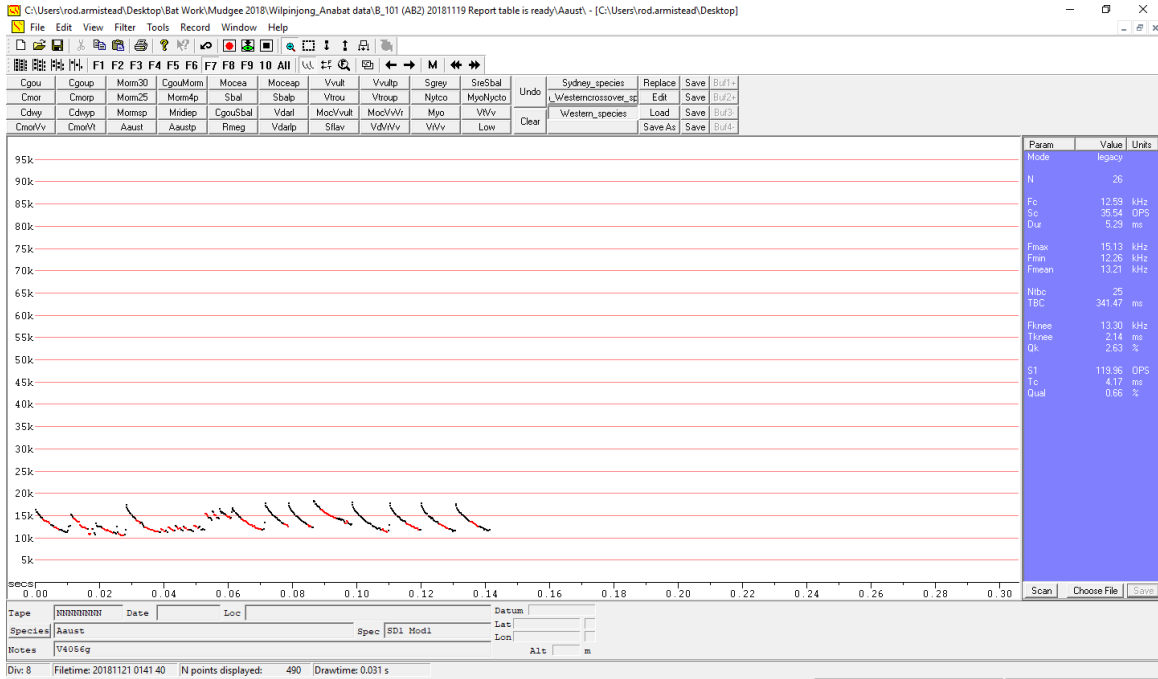 C:\Users\rod.armistead\Desktop\Bat Work\Mudgee 2018\Wilpinjong_Anabat data\B_101 (AB2) 20181119 Report table is ready\Aaust\ - [C:\Users\rod.armistead\Desktop]
File Edit View Filter Tools Record Window Help
F1 F2 F3 F4 F5 F6 F7 F8 F9 10 All M
Cgou Cgoup Morm30 CgouMorm Mocea Moceap Vvult Vvultp Sgrey SreSbal Undo Sydney_species Replace Save Buf1+
Cmor Cmorp Morm25 Morm4p Sbal Sbalp Vtrou Vtroup Nytco MyoNycto _Westerncrossover_sp Edit Save Buf2+
Cdwy Cdwyp Mormsp Mridiep CgouSbal Vdarl MocVvult MocVvVr Myo VtVv Clear Western_species Load Save Buf3-
CmorVv CmorVt Aaust Aaustp Rmeg Vdarlp Sflav VdVrVv VrVv Low Save As Save Buf4-
Param Value Units
Mode legacy
N 26
Fc 12.59 kHz
Sc 35.54 OPS
Dur 5.29 ms
Fmax 15.13 kHz
Fmin 12.26 kHz
Fmean 13.21 kHz
Ntbc 25
TBC 341.47 ms
Fknee 13.30 kHz
Tknee 2.14 ms
Qk 2.63 %
S1 119.96 OPS
Tc 4.17 ms
Qual 0.66 %
95k
90k
85k
80k
75k
70k
65k
60k
55k
50k
45k
40k
35k
30k
25k
20k
15k
10k
5k
secs
0.00 0.02 0.04 0.06 0.08 0.10 0.12 0.14 0.16 0.18 0.20 0.22 0.24 0.26 0.28 0.30
Scan Choose File Save
Tape NNNNNNNN Date Loc Datum
Species Aaust Spec SD1 Mod1 Lat
Lon
Notes V4056g Alt m
Div: 8 Filetime: 20181121 0141 40 N points displayed: 490 Drawtime: 0.031 s